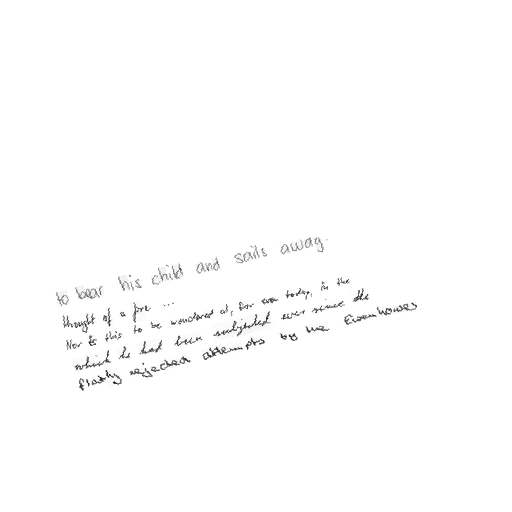 to bear his child and sails away.
thought of a fire ...
Nor is this to be wondered at, for even today, in the
which he had been subjected ever since the
flatly rejected attempts by the Eisenhower